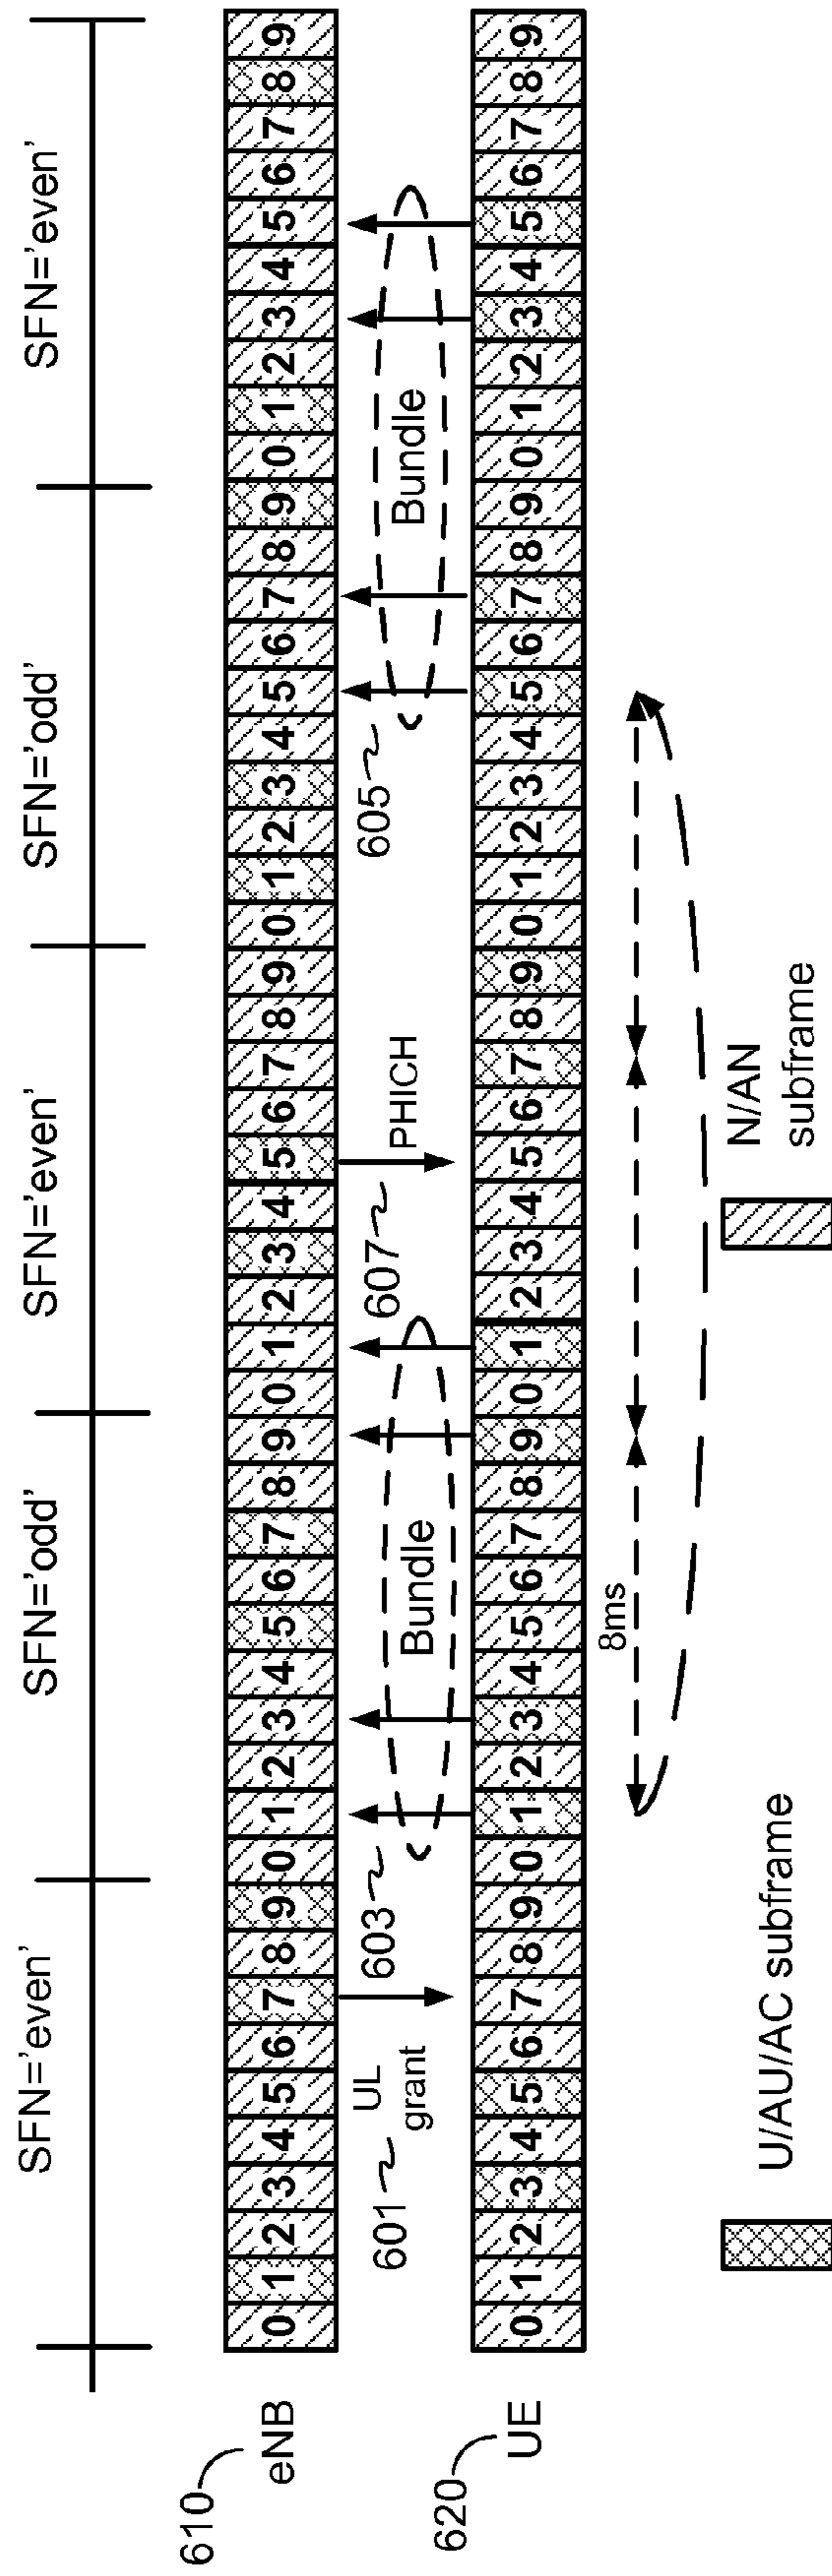 SFN='even'
SFN='odd'
SFN='even'
SFN='odd'
SFN='even'
610
eNB
0 1 2 3 4 5 6 7 8 9 0 1 2 3 4 5 6 7 8 9 0 1 2 3 4 5 6 7 8 9 0 1 2 3 4 5 6 7 8 9 0 1 2 3 4 5 6 7 8 9
601
UL
grant
603
Bundle
607
PHICH
605
Bundle
620
UE
0 1 2 3 4 5 6 7 8 9 0 1 2 3 4 5 6 7 8 9 0 1 2 3 4 5 6 7 8 9 0 1 2 3 4 5 6 7 8 9 0 1 2 3 4 5 6 7 8 9
8ms
U/AU/AC subframe
N/AN
subframe